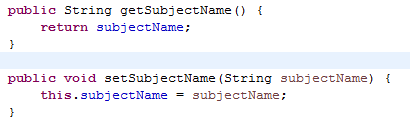 public String getSubjectName() {
    return subjectName;
}

public void setSubjectName(String subjectName) {
    this.subjectName = subjectName;
}